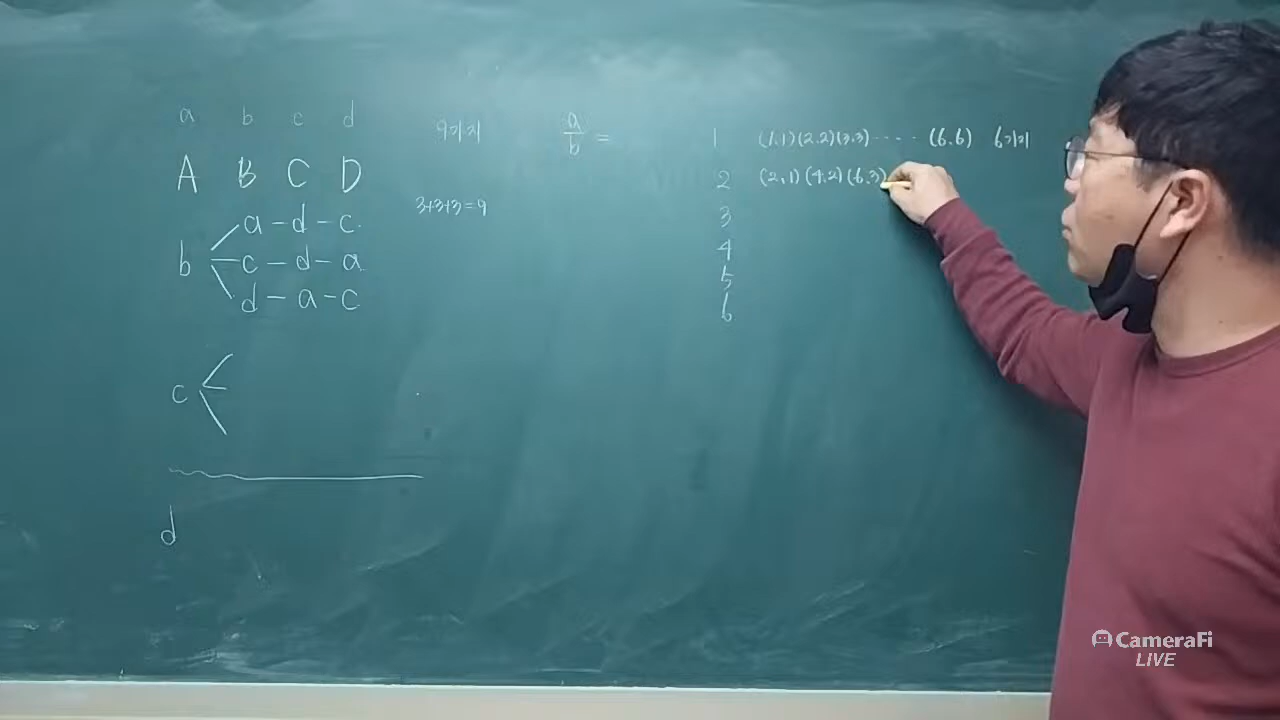 a b c d
A B C D
b a - d - c
c - d - a
d - a - c
c
d
9가지
3+3+3=9
a/b =
1 (1,1)(2,2)(3,3)····· (6,6) 6가지
2 (2,1)(4,2)(6,3)
3
4
5
6
CameraFi
LIVE